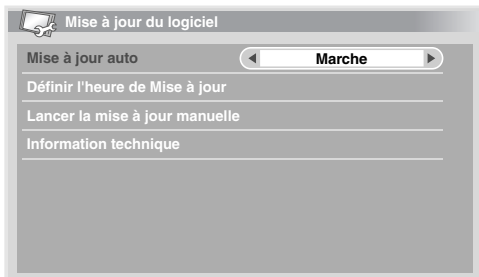 Mise à jour du logiciel
Mise à jour auto Marche
Définir l'heure de Mise à jour
Lancer la mise à jour manuelle
Information technique